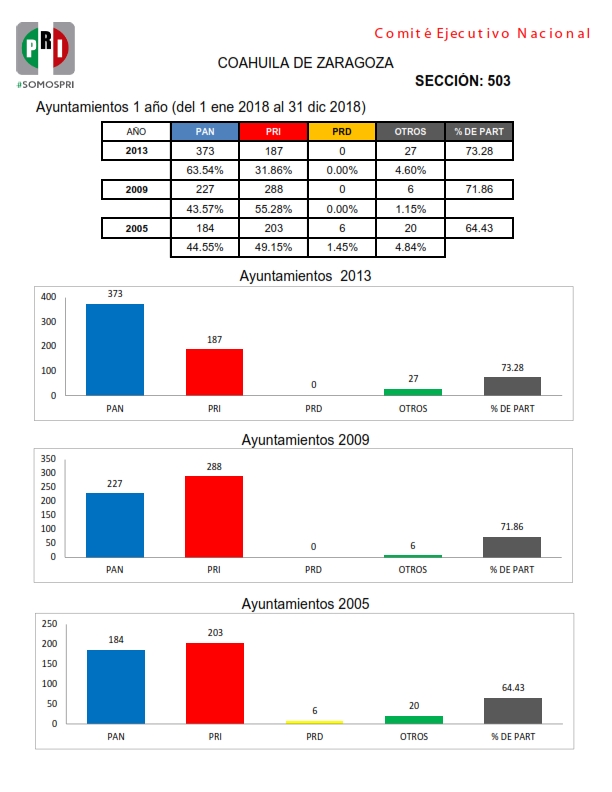 Comité Ejecutivo Nacional
PRI
#SOMOSPRI
COAHUILA DE ZARAGOZA
SECCIÓN: 503
Ayuntamientos 1 año (del 1 ene 2018 al 31 dic 2018)
AÑO PAN PRI PRD OTROS % DE PART
2013 373 187 0 27 73.28
63.54% 31.86% 0.00% 4.60%
2009 227 288 0 6 71.86
43.57% 55.28% 0.00% 1.15%
2005 184 203 6 20 64.43
44.55% 49.15% 1.45% 4.84%
Ayuntamientos 2013
400
300
200
100
0
373 187 0 27 73.28
PAN PRI PRD OTROS % DE PART
Ayuntamientos 2009
350
300
250
200
150
100
50
0
227 288 0 6 71.86
PAN PRI PRD OTROS % DE PART
Ayuntamientos 2005
250
200
150
100
50
0
184 203 6 20 64.43
PAN PRI PRD OTROS % DE PART